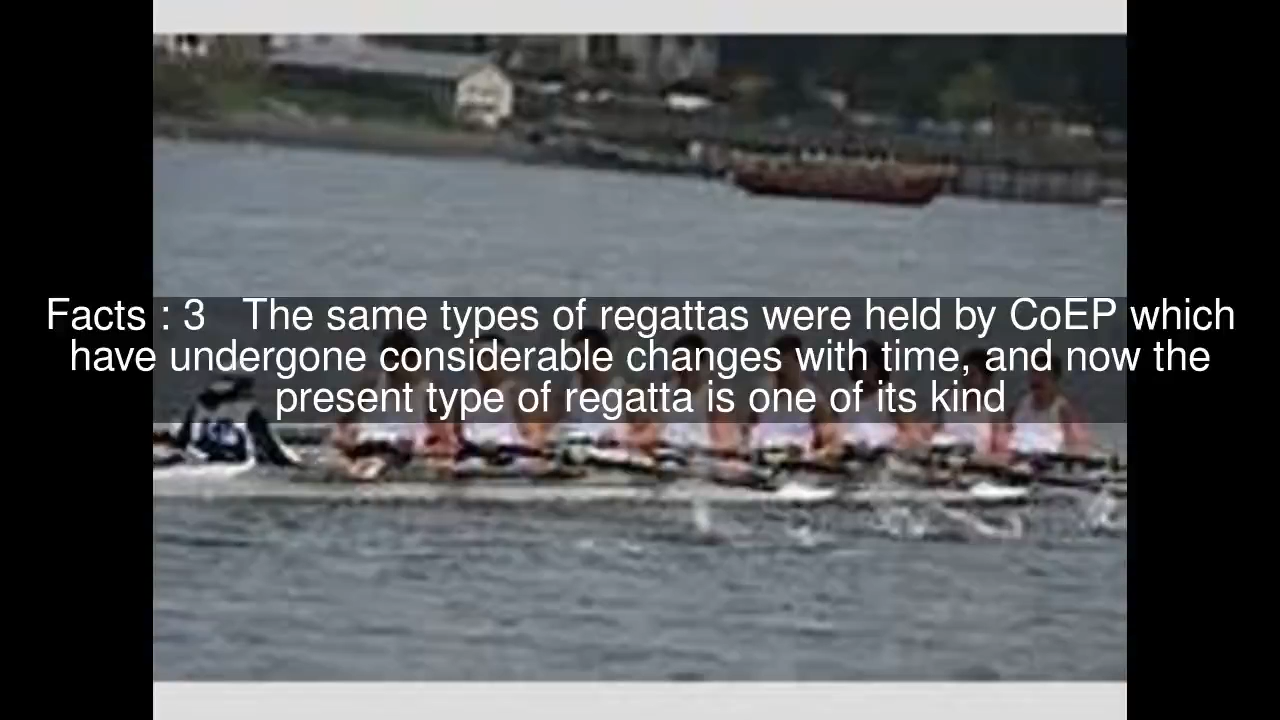 Facts : 3   The same types of regattas were held by CoEP which
have undergone considerable changes with time, and now the
present type of regatta is one of its kind